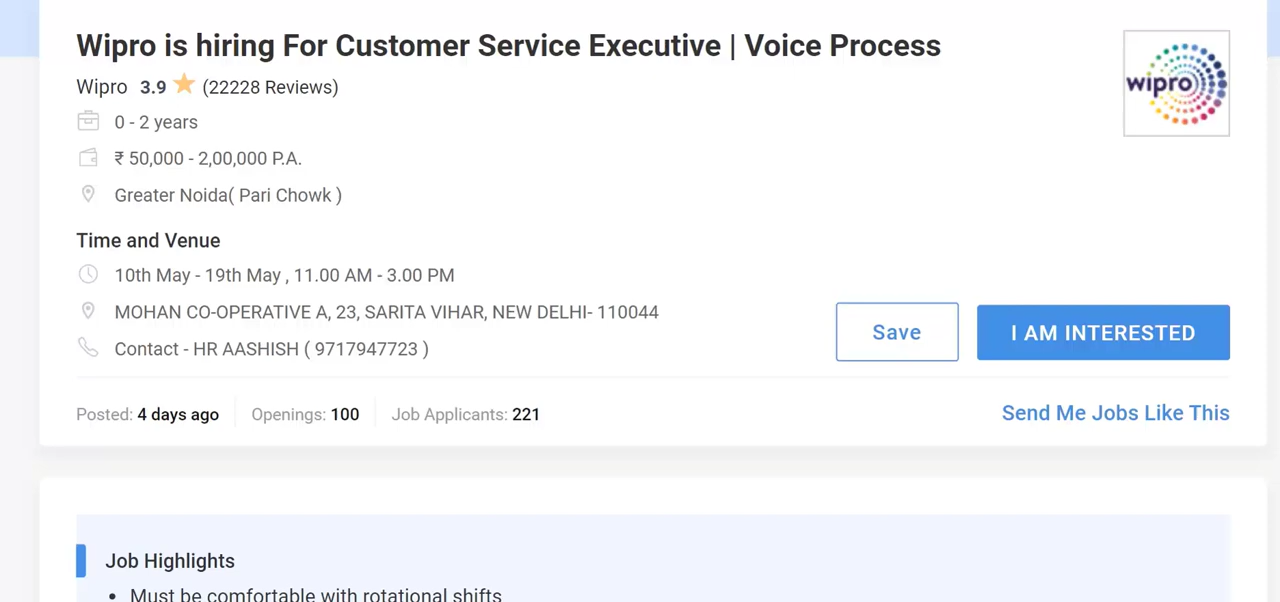 Wipro is hiring For Customer Service Executive | Voice Process
Wipro 3.9 (22228 Reviews)
wipro
0 - 2 years
₹ 50,000 - 2,00,000 P.A.
Greater Noida( Pari Chowk )
Time and Venue
10th May - 19th May , 11.00 AM - 3.00 PM
MOHAN CO-OPERATIVE A, 23, SARITA VIHAR, NEW DELHI- 110044
Contact - HR AASHISH ( 9717947723 )
Save I AM INTERESTED
Posted: 4 days ago Openings: 100 Job Applicants: 221 Send Me Jobs Like This
Job Highlights
• Must be comfortable with rotational shifts